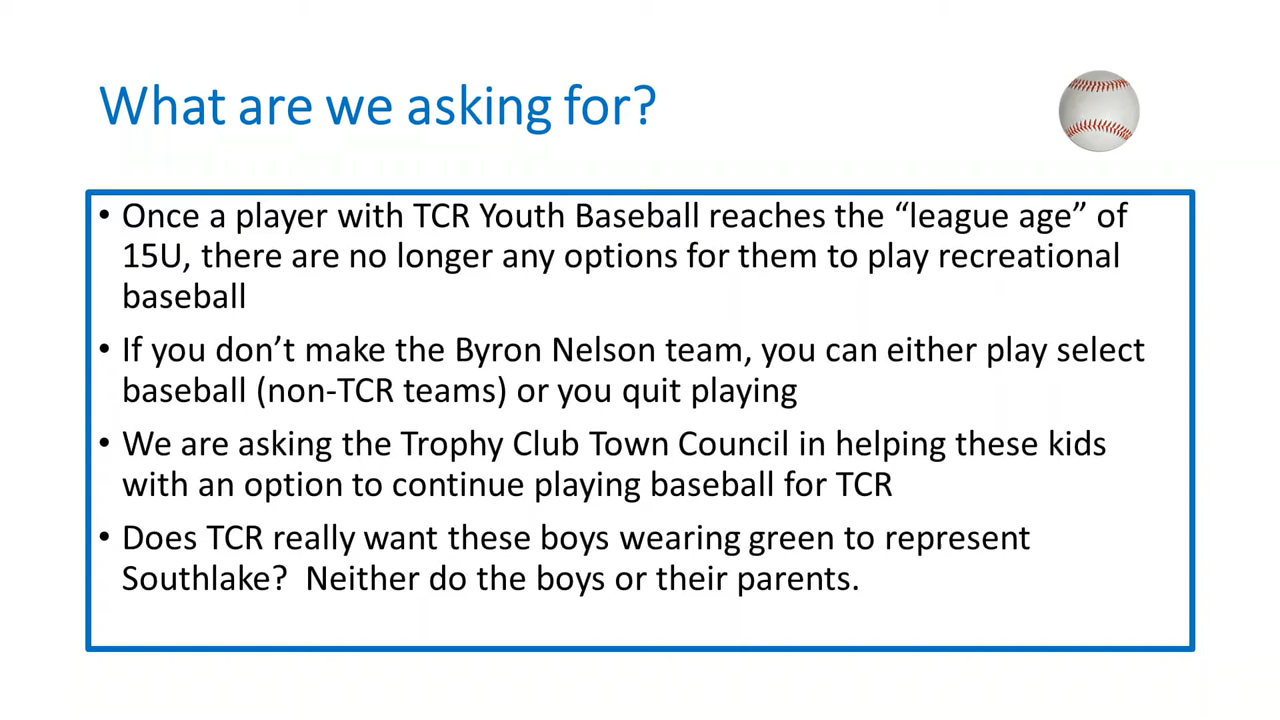 What are we asking for?
• Once a player with TCR Youth Baseball reaches the “league age” of
15U, there are no longer any options for them to play recreational
baseball
• If you don’t make the Byron Nelson team, you can either play select
baseball (non-TCR teams) or you quit playing
• We are asking the Trophy Club Town Council in helping these kids
with an option to continue playing baseball for TCR
• Does TCR really want these boys wearing green to represent
Southlake?  Neither do the boys or their parents.